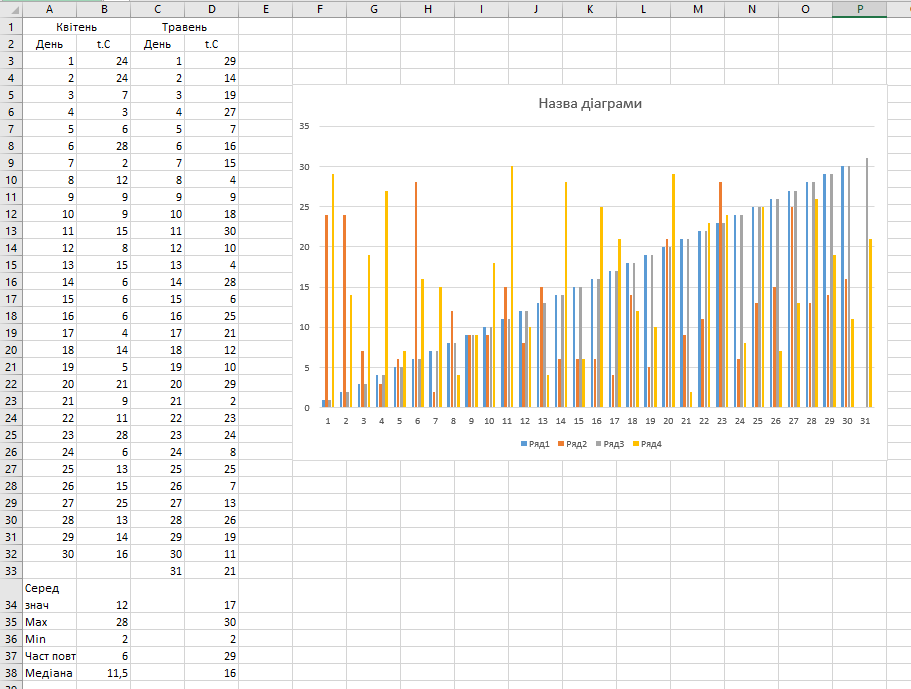 A B C D E F G H I J K L M N O P
1 Квітень Травень
2 День t.C День t.C
3 1 24 1 29
4 2 24 2 14
5 3 7 3 19
6 4 3 4 27
7 5 6 5 7
8 6 28 6 16
9 7 2 7 15
10 8 12 8 4
11 9 9 9 9
12 10 9 10 18
13 11 15 11 30
14 12 8 12 10
15 13 15 13 4
16 14 6 14 28
17 15 6 15 6
18 16 6 16 25
19 17 4 17 21
20 18 14 18 12
21 19 5 19 10
22 20 21 20 29
23 21 9 21 2
24 22 11 22 23
25 23 28 23 24
26 24 6 24 8
27 25 13 25 25
28 26 15 26 7
29 27 25 27 13
30 28 13 28 26
31 29 14 29 19
32 30 16 30 11
33 31 21
Серед
34 знач 12 17
35 Max 28 30
36 Min 2 2
37 Част повт 6 29
38 Медіана 11,5 16
Назва діаграми
35
30
25
20
15
10
5
0
1 2 3 4 5 6 7 8 9 10 11 12 13 14 15 16 17 18 19 20 21 22 23 24 25 26 27 28 29 30 31
Ряд1 Ряд2 Ряд3 Ряд4